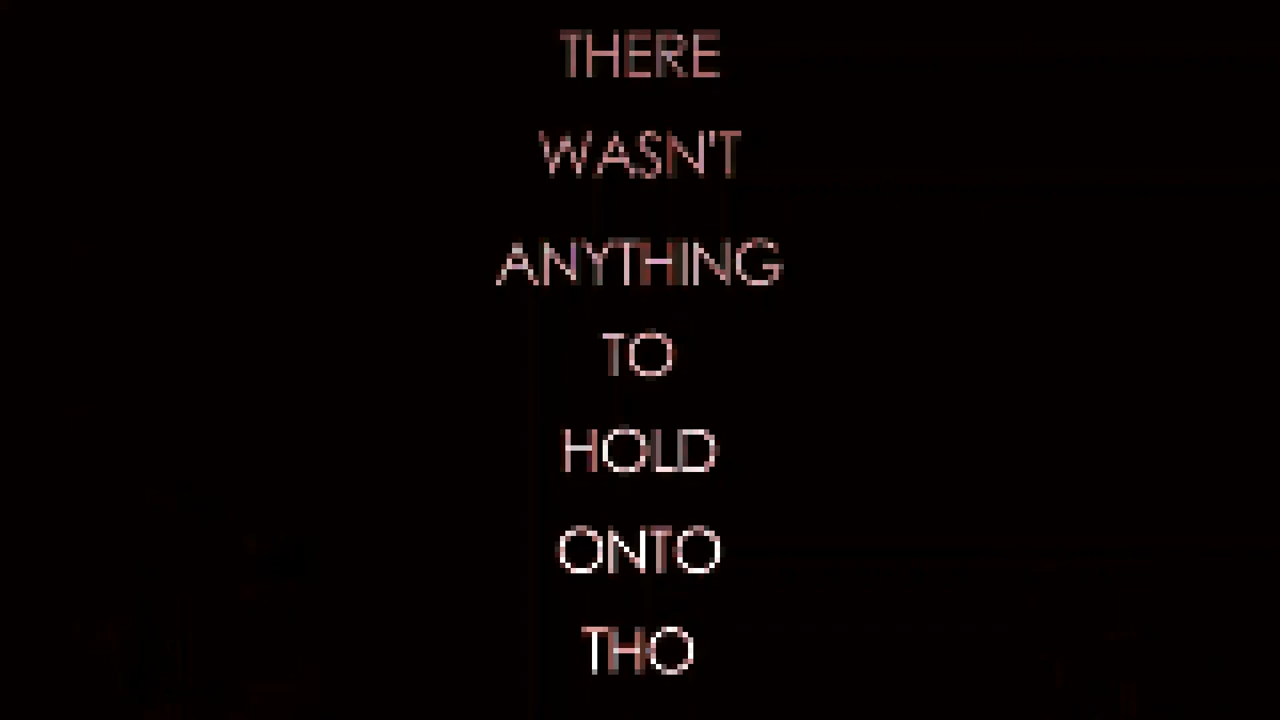 THERE
WASN'T
ANYTHING
TO
HOLD
ONTO
THO